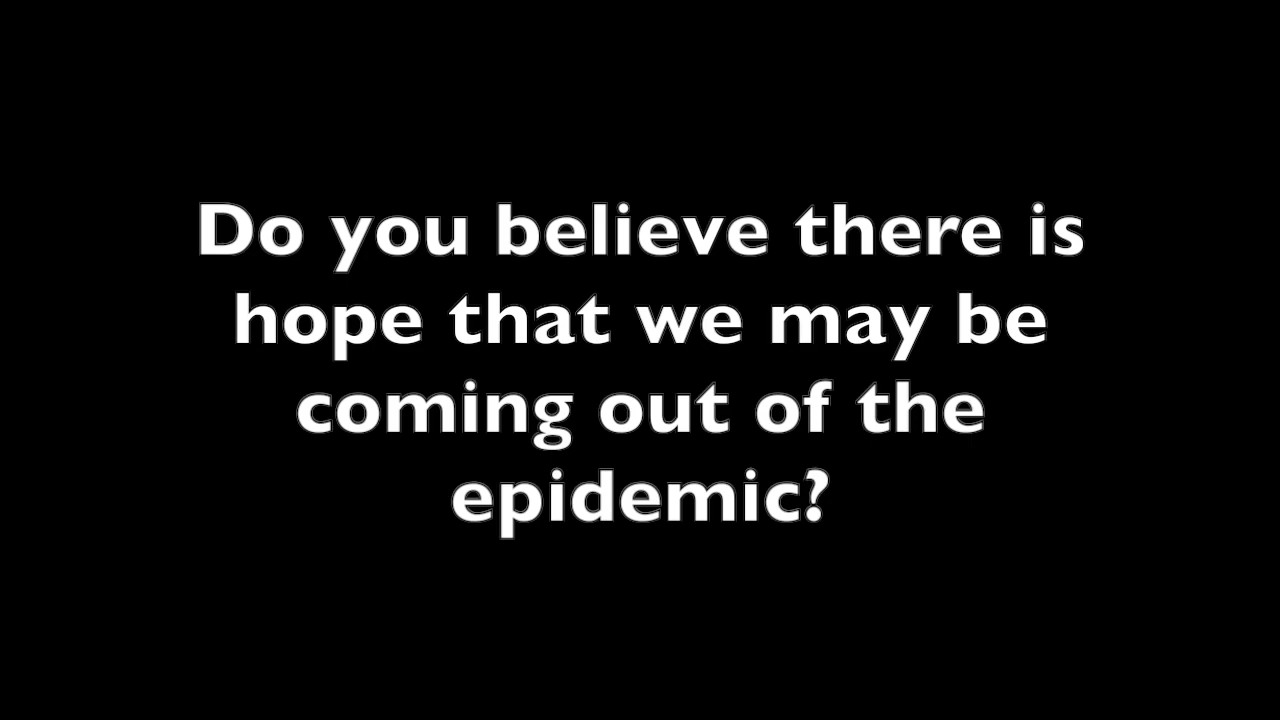 Do you believe there is
hope that we may be
coming out of the
epidemic?